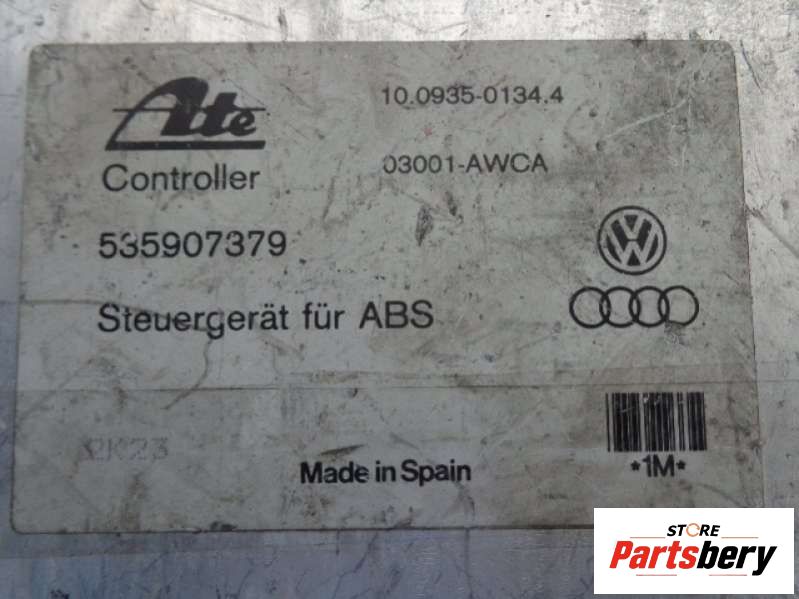 Ate
10.0935-0134.4
Controller
03001-AWCA
535907379
VW
Steuergerät für ABS
2K23
Made in Spain
*1M*
STORE
Partsbery